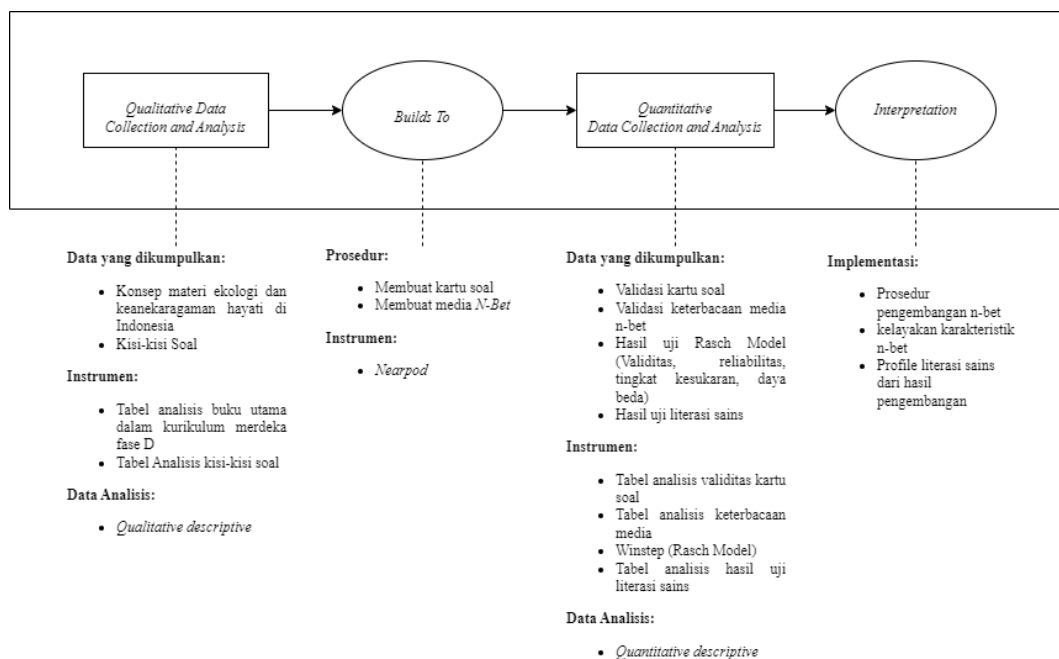 Qualitative Data
Collection and Analysis
Builds To
Quantitative
Data Collection and Analysis
Interpretation
Data yang dikumpulkan:
• Konsep materi ekologi dan
keanekaragaman hayati di
Indonesia
• Kisi-kisi Soal
Instrumen:
• Tabel analisis buku utama
dalam kurikulum merdeka
fase D
• Tabel Analisis kisi-kisi soal
Data Analisis:
• Qualitative descriptive
Prosedur:
• Membuat kartu soal
• Membuat media N-Bet
Instrumen:
• Nearpod
Data yang dikumpulkan:
• Validasi kartu soal
• Validasi keterbacaan media
n-bet
• Hasil uji Rasch Model
(Validitas, reliabilitas,
tingkat kesukaran, daya
beda)
• Hasil uji literasi sains
Instrumen:
• Tabel analisis validitas kartu
soal
• Tabel analisis keterbacaan
media
• Winstep (Rasch Model)
• Tabel analisis hasil uji
literasi sains
Data Analisis:
• Quantitative descriptive
Implementasi:
• Prosedur
pengembangan n-bet
• kelayakan karakteristik
n-bet
• Profile literasi sains
dari hasil
pengembangan